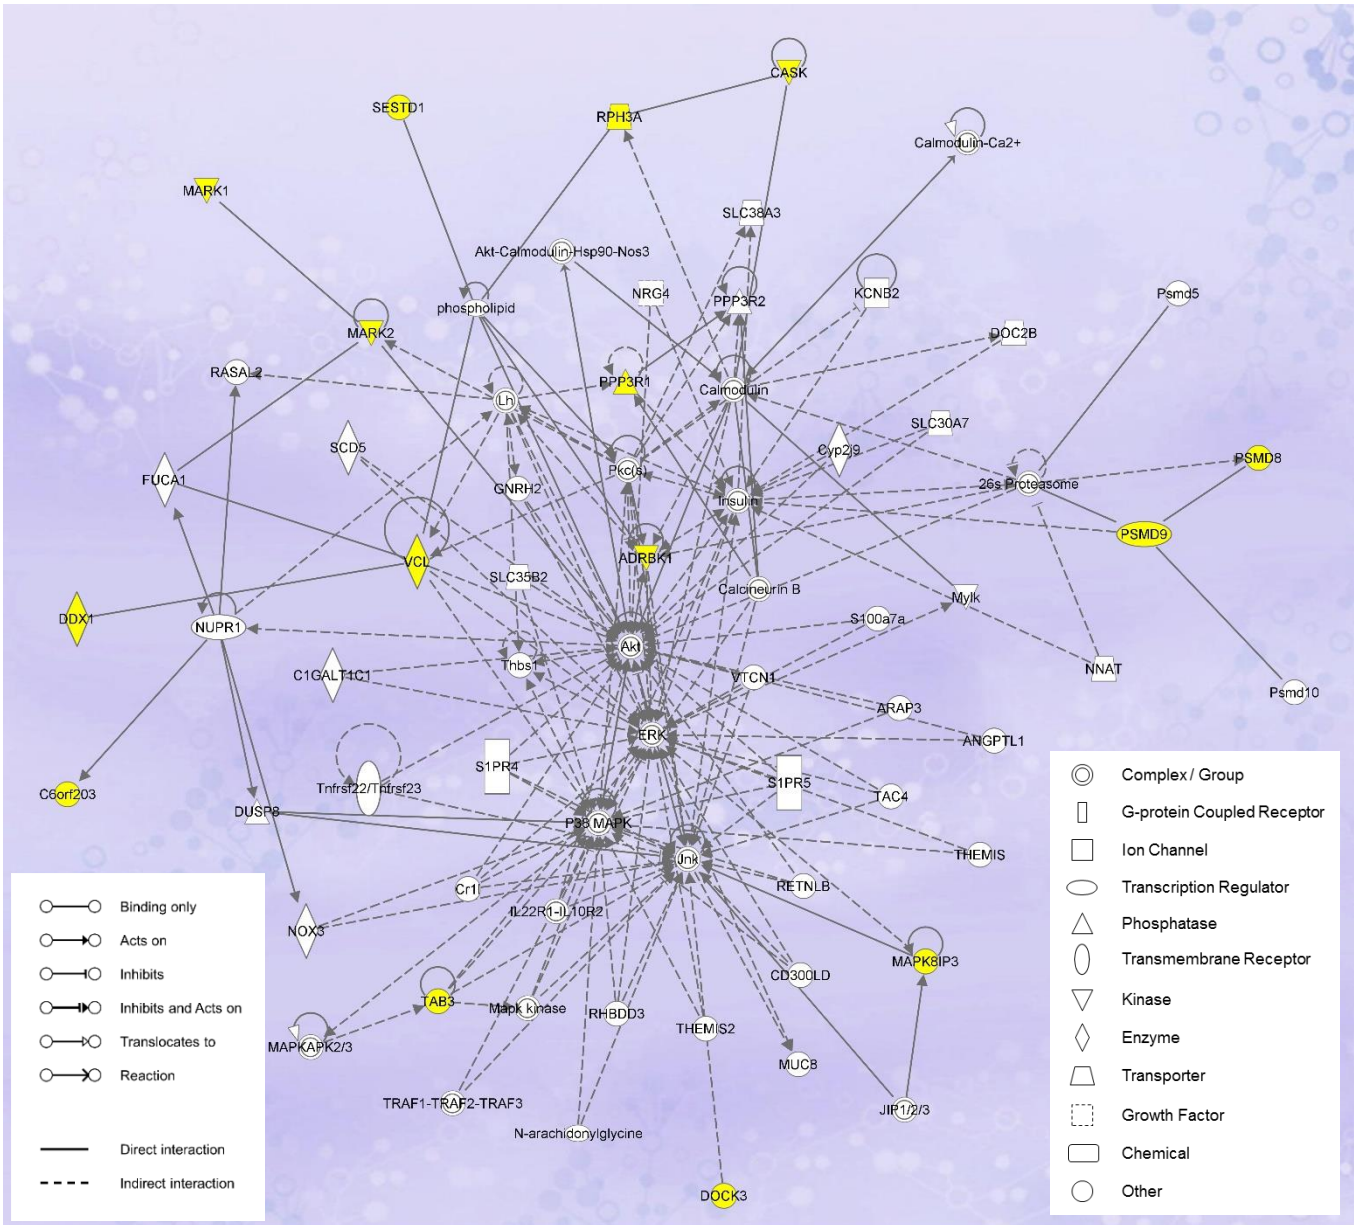 CASK
SESTD1
RPH3A
Calmodulin-Ca2+
MARK1
SLC38A3
Akt-Calmodulin-Hsp90-Nos3
NRG4
KCNB2
Psmd5
PPP3R2
phospholipid
MARK2
DOC2B
RASAL2
PPP3R1
Calmodulin
Lh
SLC30A7
SCD5
Cyp2j9
PSMD8
Pkc(s)
FUCA1
GNRH2
26s Proteasome
Insulin
PSMD9
VCL
ADRBK1
SLC35B2
Calcineurin B
Mylk
DDX1
S100a7a
NUPR1
Akt
Thbs1
NNAT
C1GALT1C1
VTCN1
Psmd10
ARAP3
ERK
ANGPTL1
S1PR4
S1PR5
Tnfrsf22/Tnfrsf23
C6orf203
TAC4
DUSP8
P38 MAPK
Jnk
THEMIS
Cr1l
RETNLB
IL22R1-IL10R2
NOX3
MAPK8IP3
CD300LD
TAB3
Mapk kinase
RHBDD3
THEMIS2
MAPKAPK2/3
MUC8
TRAF1-TRAF2-TRAF3
JIP1/2/3
N-arachidonylglycine
DOCK3
Binding only
Acts on
Inhibits
Inhibits and Acts on
Translocates to
Reaction
Direct interaction
Indirect interaction
Complex / Group
G-protein Coupled Receptor
Ion Channel
Transcription Regulator
Phosphatase
Transmembrane Receptor
Kinase
Enzyme
Transporter
Growth Factor
Chemical
Other